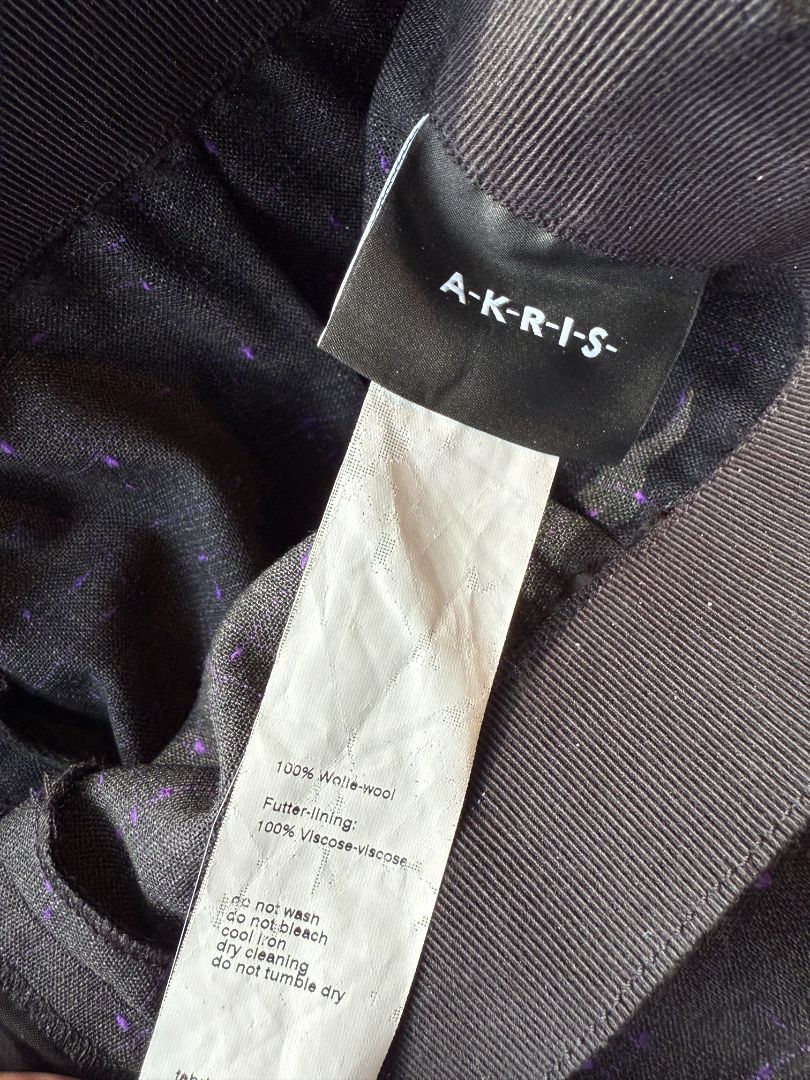 A-K-R-I-S-
100% Wolle-wool
Futter-lining:
100% Viscose-viscose
do not wash
do not bleach
cool iron
dry cleaning
do not tumble dry